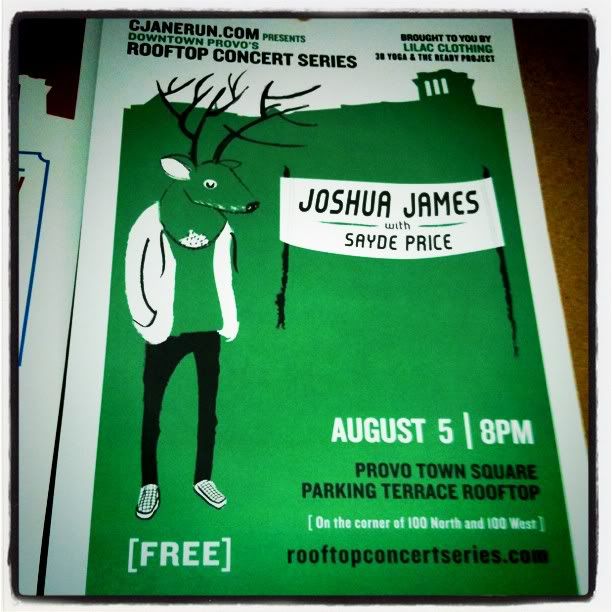 CJANERUN.COM PRESENTS
DOWNTOWN PROVO'S
ROOFTOP CONCERT SERIES
BROUGHT TO YOU BY
LILAC CLOTHING
3B YOGA & THE READY PROJECT
JOSHUA JAMES
with
SAYDE PRICE
AUGUST 5 | 8PM
PROVO TOWN SQUARE
PARKING TERRACE ROOFTOP
[ On the corner of 100 North and 100 West ]
[FREE]
rooftopconcertseries.com